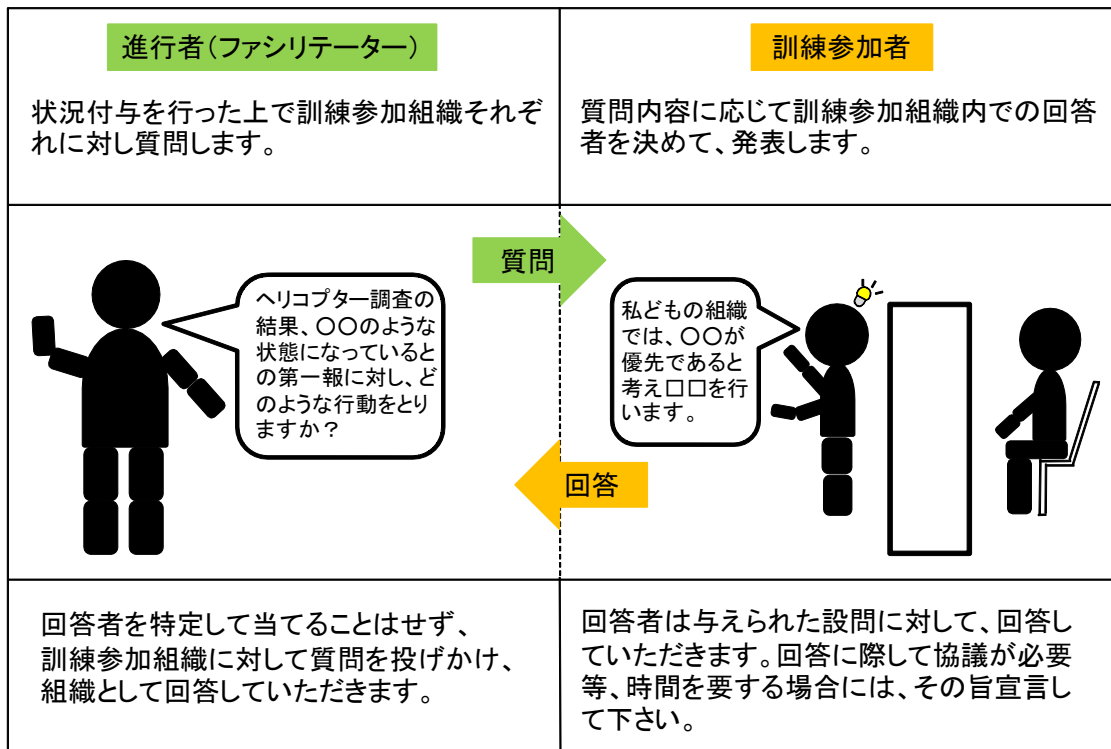 進行者(ファシリテーター)
訓練参加者
状況付与を行った上で訓練参加組織それぞ
れに対し質問します。
質問内容に応じて訓練参加組織内での回答
者を決めて、発表します。
質問
ヘリコプター調査の
結果、〇〇のような
状態になっていると
の第一報に対し、ど
のような行動をとり
ますか?
私どもの組織
では、〇〇が
優先であると
考え□□を行
います。
回答
回答者を特定して当てることはせず、
訓練参加組織に対して質問を投げかけ、
組織として回答していただきます。
回答者は与えられた設問に対して、回答し
ていただきます。回答に際して協議が必要
等、時間を要する場合には、その旨宣言し
て下さい。